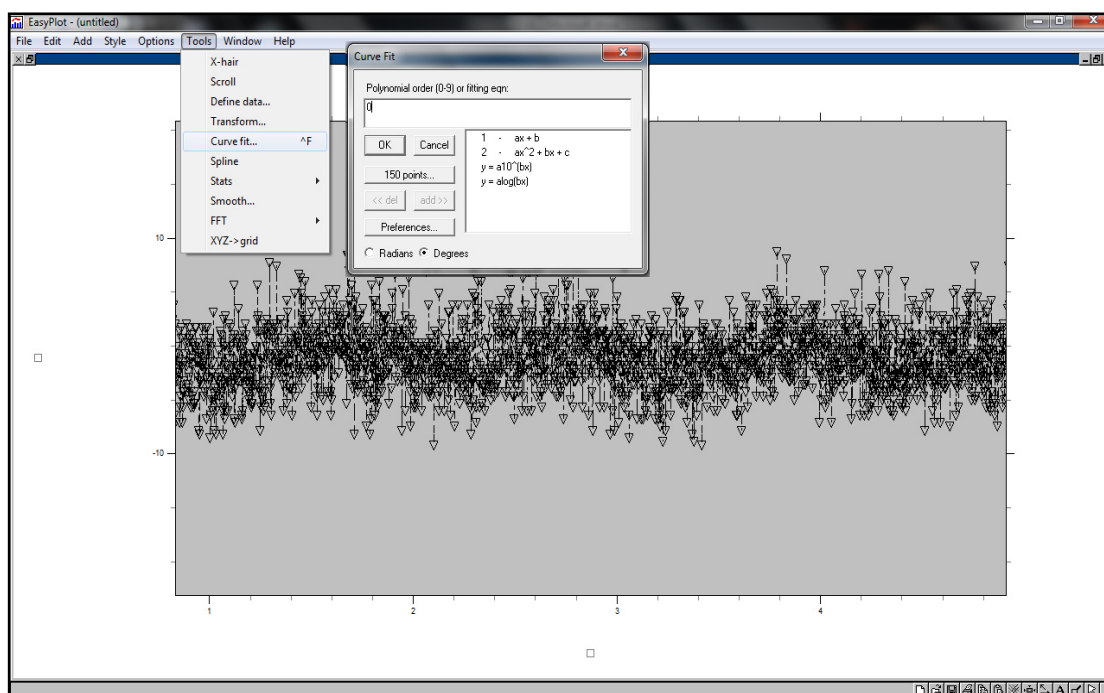 EasyPlot - (untitled)
File Edit Add Style Options Tools Window Help
X-hair
Scroll
Define data...
Transform...
Curve fit... ^F
Spline
Stats
Smooth...
FFT
XYZ->grid
Curve Fit
Polynomial order (0-9) or fitting eqn:
0
OK Cancel
150 points...
<< del add >>
Preferences...
Radians Degrees
1 - ax + b
2 - ax^2 + bx + c
y = a10^(bx)
y = alog(bx)
10
-10
1 2 3 4